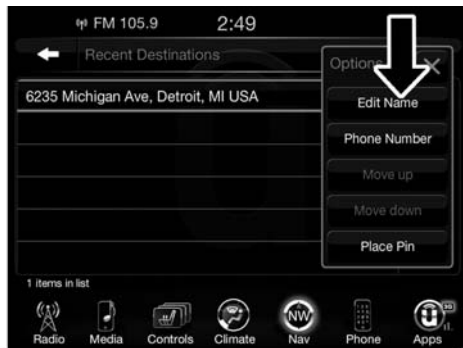 FM 105.9 2:49
Recent Destinations
Options X
6235 Michigan Ave, Detroit, MI USA
Edit Name
Phone Number
Move up
Move down
Place Pin
1 items in list
NW
3G
Radio Media Controls Climate Nav Phone Apps